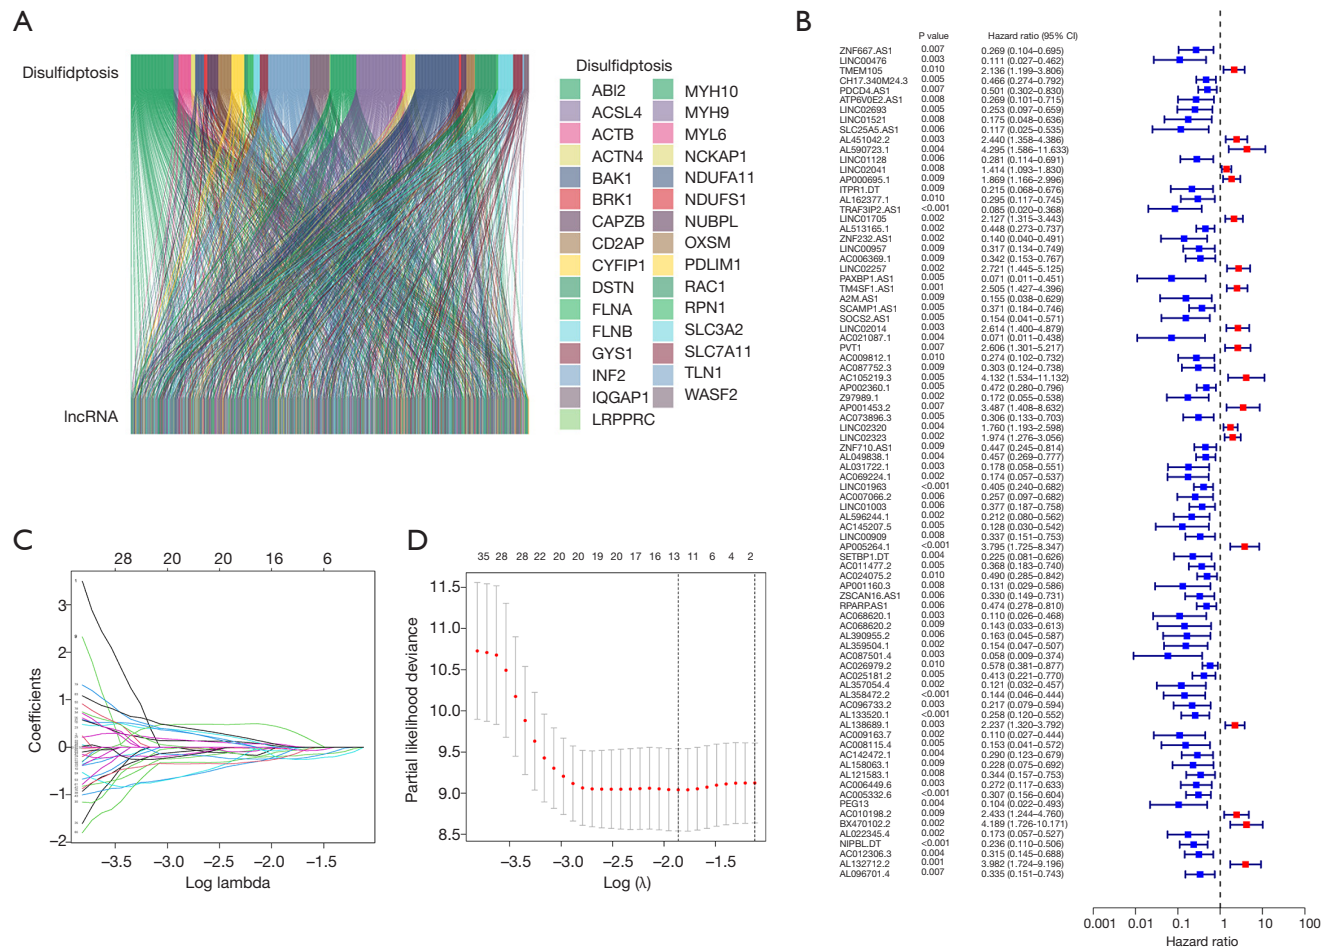 A
Disulfidptosis
lncRNA
Disulfidptosis
ABI2 MYH10
ACSL4 MYH9
ACTB MYL6
ACTN4 NCKAP1
BAK1 NDUFA11
BRK1 NDUFS1
CAPZB NUBPL
CD2AP OXSM
CYFIP1 PDLIM1
DSTN RAC1
FLNA RPN1
FLNB SLC3A2
GYS1 SLC7A11
INF2 TLN1
IQGAP1 WASF2
LRPPRC
B
P value Hazard ratio (95% CI)
ZNF667.AS1 0.007 0.269 (0.104–0.695)
LINC00476 0.003 0.111 (0.027–0.462)
TMEM105 0.010 2.136 (1.199–3.806)
CH17.340M24.3 0.005 0.466 (0.274–0.792)
PDCD4.AS1 0.007 0.501 (0.302–0.830)
ATP6V0E2.AS1 0.008 0.269 (0.101–0.715)
LINC02693 0.005 0.253 (0.097–0.659)
LINC01521 0.008 0.175 (0.048–0.636)
SLC25A5.AS1 0.006 0.117 (0.025–0.535)
AL451042.2 0.003 2.440 (1.358–4.386)
AL590723.1 0.004 4.295 (1.586–11.633)
LINC01128 0.006 0.281 (0.114–0.691)
LINC02041 0.008 1.414 (1.093–1.830)
AP000695.1 0.009 1.869 (1.166–2.996)
ITPR1.DT 0.009 0.215 (0.068–0.676)
AL162377.1 0.010 0.295 (0.117–0.745)
TRAF3IP2.AS1 <0.001 0.085 (0.020–0.368)
LINC01705 0.002 2.127 (1.315–3.443)
AL513165.1 0.002 0.448 (0.273–0.737)
ZNF232.AS1 0.002 0.140 (0.040–0.491)
LINC00957 0.009 0.317 (0.134–0.749)
AC006369.1 0.009 0.342 (0.153–0.767)
LINC02257 0.002 2.721 (1.445–5.125)
PAXBP1.AS1 0.005 0.071 (0.011–0.451)
TM4SF1.AS1 0.001 2.505 (1.427–4.396)
A2M.AS1 0.009 0.155 (0.038–0.629)
SCAMP1.AS1 0.005 0.371 (0.184–0.746)
SOCS2.AS1 0.005 0.154 (0.041–0.571)
LINC02014 0.003 2.614 (1.400–4.879)
AC021087.1 0.004 0.071 (0.011–0.438)
PVT1 0.007 2.606 (1.301–5.217)
AC009812.1 0.010 0.274 (0.102–0.732)
AC087752.3 0.009 0.303 (0.124–0.738)
AC105219.3 0.005 4.132 (1.534–11.132)
AP002360.1 0.005 0.472 (0.280–0.796)
Z97989.1 0.002 0.172 (0.055–0.538)
AP001453.2 0.007 3.487 (1.408–8.632)
AC073896.3 0.005 0.306 (0.133–0.703)
LINC02320 0.004 1.760 (1.193–2.598)
LINC02323 0.002 1.974 (1.276–3.056)
ZNF710.AS1 0.009 0.447 (0.245–0.814)
AL049838.1 0.004 0.457 (0.269–0.777)
AL031722.1 0.003 0.178 (0.058–0.551)
AC069224.1 0.002 0.174 (0.057–0.537)
LINC01963 <0.001 0.405 (0.240–0.682)
AC007066.2 0.006 0.257 (0.097–0.682)
LINC01003 0.006 0.377 (0.187–0.758)
AL596244.1 0.002 0.212 (0.080–0.562)
AC145207.5 0.005 0.128 (0.030–0.542)
LINC00909 0.008 0.337 (0.151–0.753)
AP005264.1 <0.001 3.795 (1.725–8.347)
SETBP1.DT 0.004 0.225 (0.081–0.626)
AC011477.2 0.005 0.368 (0.183–0.740)
AC024075.2 0.010 0.490 (0.285–0.842)
AP001160.3 0.008 0.131 (0.029–0.586)
ZSCAN16.AS1 0.006 0.330 (0.149–0.731)
RPARP.AS1 0.006 0.474 (0.278–0.810)
AC068620.1 0.003 0.110 (0.026–0.468)
AC068620.2 0.009 0.143 (0.033–0.613)
AL390955.2 0.006 0.163 (0.045–0.587)
AL359504.1 0.002 0.154 (0.047–0.507)
AC087501.4 0.003 0.058 (0.009–0.374)
AC026979.2 0.010 0.578 (0.381–0.877)
AC025181.2 0.005 0.413 (0.221–0.770)
AL357054.4 0.002 0.121 (0.032–0.457)
AL358472.2 <0.001 0.144 (0.046–0.444)
AC096733.2 0.003 0.217 (0.079–0.594)
AL133520.1 <0.001 0.258 (0.120–0.552)
AL138689.1 0.003 2.237 (1.320–3.792)
AC009163.7 0.002 0.110 (0.027–0.444)
AC008115.4 0.005 0.153 (0.041–0.572)
AC142472.1 0.004 0.290 (0.123–0.679)
AL158063.1 0.009 0.228 (0.075–0.692)
AL121583.1 0.008 0.344 (0.157–0.753)
AC006449.6 0.003 0.272 (0.117–0.633)
AC005332.6 <0.001 0.307 (0.156–0.604)
PEG13 0.004 0.104 (0.022–0.493)
AC010198.2 0.009 2.433 (1.244–4.760)
BX470102.2 0.002 4.189 (1.726–10.171)
AL022345.4 0.002 0.173 (0.057–0.527)
NIPBL.DT <0.001 0.236 (0.110–0.506)
AC012306.3 0.004 0.315 (0.145–0.688)
AL132712.2 0.001 3.982 (1.724–9.196)
AL096701.4 0.007 0.335 (0.151–0.743)
0.001 0.01 0.1 1 10 100
Hazard ratio
C
28 20 20 16 6
Coefficients
3
2
1
0
−1
−2
−3.5 −2.5 −1.5
Log lambda
D
35 28 28 22 20 20 19 20 17 16 13 11 6 4 2
Partial likelihood deviance
11.5
11.0
10.5
10.0
9.5
9.0
8.5
−3.5 −3.0 −2.5 −2.0 −1.5
Log (λ)